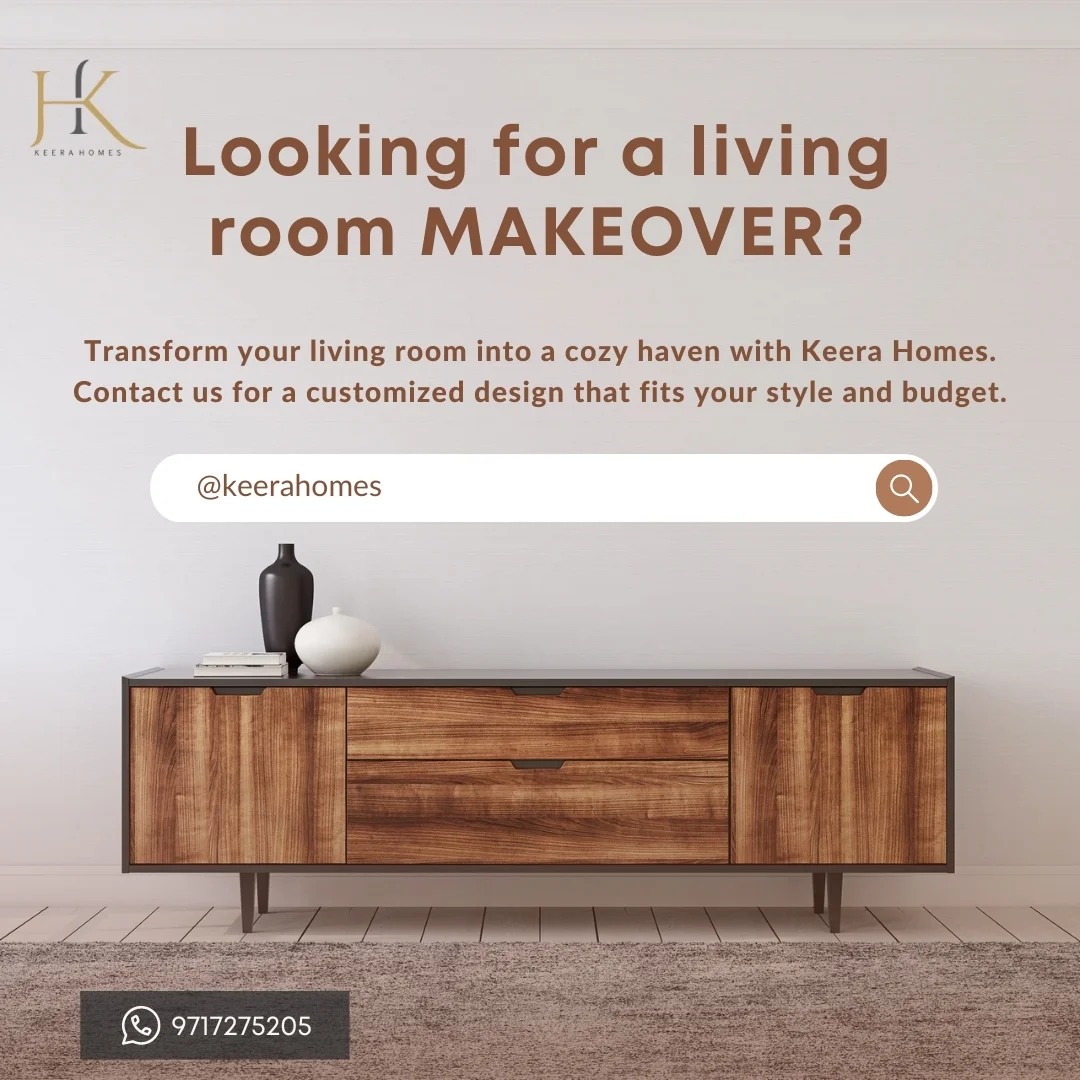 KEERA HOMES
Looking for a living
room MAKEOVER?
Transform your living room into a cozy haven with Keera Homes.
Contact us for a customized design that fits your style and budget.
@keerahomes
9717275205